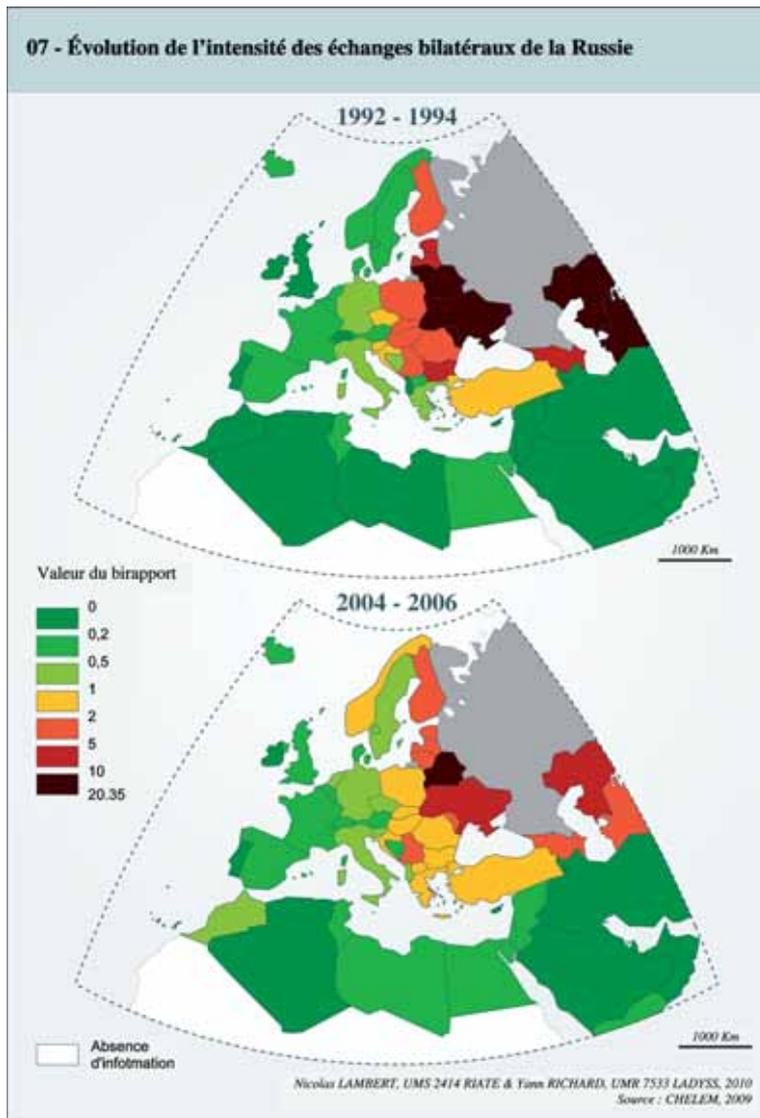 07 - Évolution de l'intensité des échanges bilatéraux de la Russie
1992 - 1994
1000 Km
Valeur du birapport
0
0,2
0,5
1
2
5
10
20.35
2004 - 2006
1000 Km
Absence
d'infotmation
Nicolas LAMBERT, UMS 2414 RIATE & Yann RICHARD, UMR 7533 LADYSS, 2010
Source : CHELEM, 2009